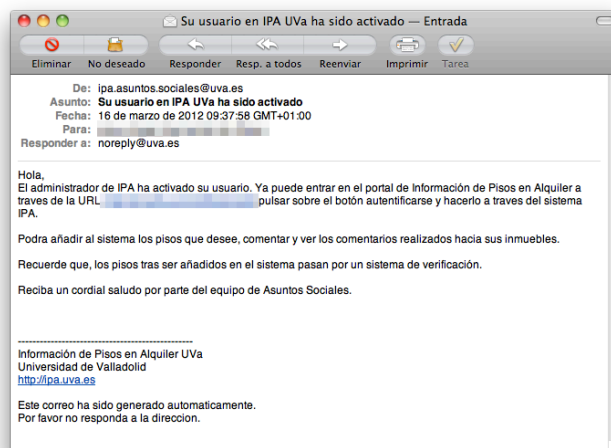 Su usuario en IPA UVa ha sido activado — Entrada
Eliminar No deseado Responder Resp. a todos Reenviar Imprimir Tarea
De: ipa.asuntos.sociales@uva.es
Asunto: Su usuario en IPA UVa ha sido activado
Fecha: 16 de marzo de 2012 09:37:58 GMT+01:00
Para:
Responder a: noreply@uva.es
Hola,
El administrador de IPA ha activado su usuario. Ya puede entrar en el portal de Información de Pisos en Alquiler a
traves de la URL pulsar sobre el botón autentificarse y hacerlo a traves del sistema
IPA.
Podra añadir al sistema los pisos que desee, comentar y ver los comentarios realizados hacia sus inmuebles.
Recuerde que, los pisos tras ser añadidos en el sistema pasan por un sistema de verificación.
Reciba un cordial saludo por parte del equipo de Asuntos Sociales.
------------------------------------------------
Información de Pisos en Alquiler UVa
Universidad de Valladolid
http://ipa.uva.es
Este correo ha sido generado automaticamente.
Por favor no responda a la direccion.